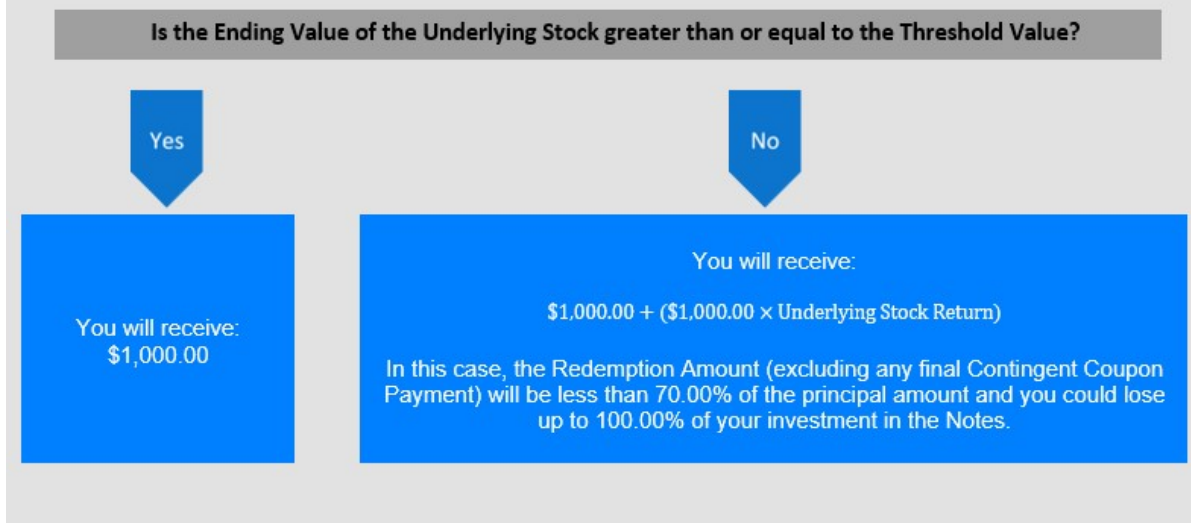 Is the Ending Value of the Underlying Stock greater than or equal to the Threshold Value?
Yes
No
You will receive:
$1,000.00
You will receive:
$1,000.00 + ($1,000.00 × Underlying Stock Return)
In this case, the Redemption Amount (excluding any final Contingent Coupon
Payment) will be less than 70.00% of the principal amount and you could lose
up to 100.00% of your investment in the Notes.